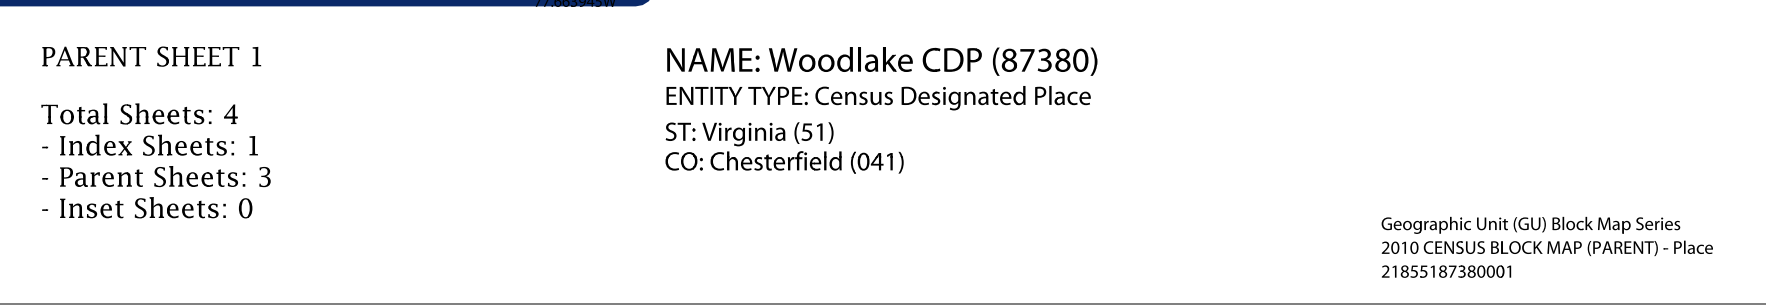 77.663945W
PARENT SHEET 1
Total Sheets: 4
- Index Sheets: 1
- Parent Sheets: 3
- Inset Sheets: 0
NAME: Woodlake CDP (87380)
ENTITY TYPE: Census Designated Place
ST: Virginia (51)
CO: Chesterfield (041)
Geographic Unit (GU) Block Map Series
2010 CENSUS BLOCK MAP (PARENT) - Place
21855187380001